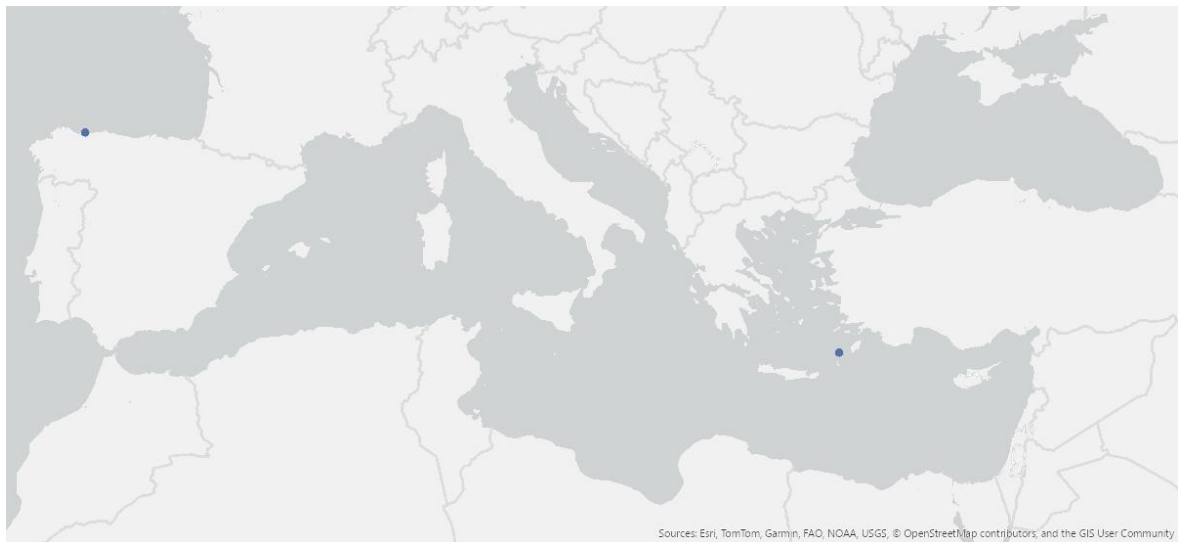 Sources: Esri, TomTom, Garmin, FAO, NOAA, USGS, © OpenStreetMap contributors, and the GIS User Community